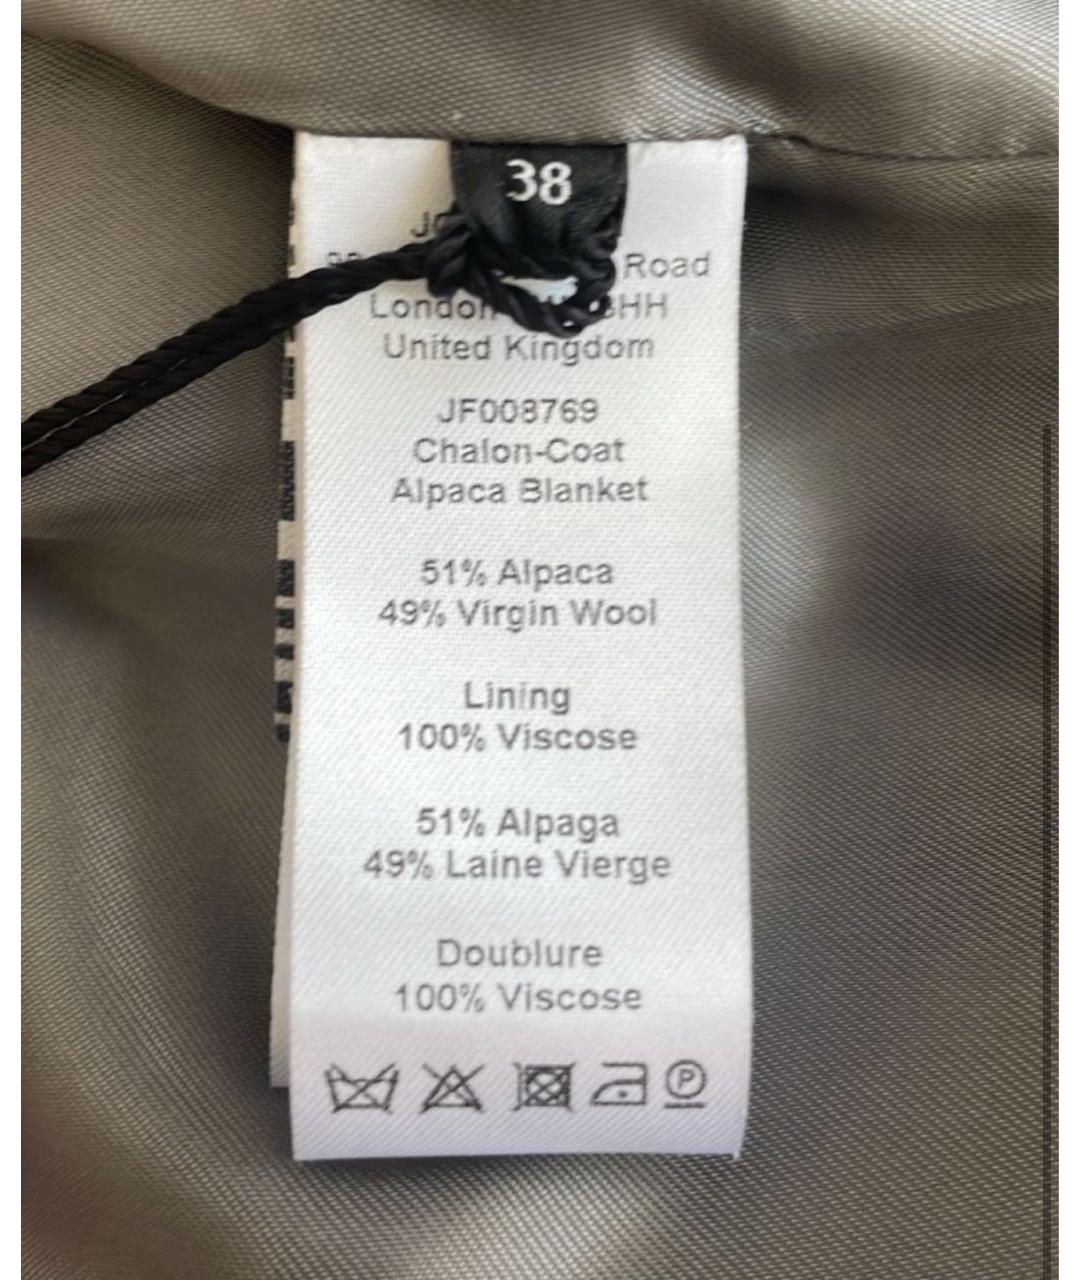 38
Road
London
United Kingdom
JF008769
Chalon-Coat
Alpaca Blanket
51% Alpaca
49% Virgin Wool
Lining
100% Viscose
51% Alpaga
49% Laine Vierge
Doublure
100% Viscose
P